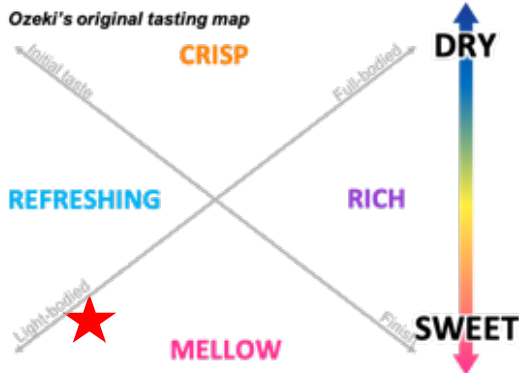 Ozeki's original tasting map
CRISP
DRY
Initial taste
Full-bodied
REFRESHING
RICH
Light-bodied
Finish
SWEET
MELLOW